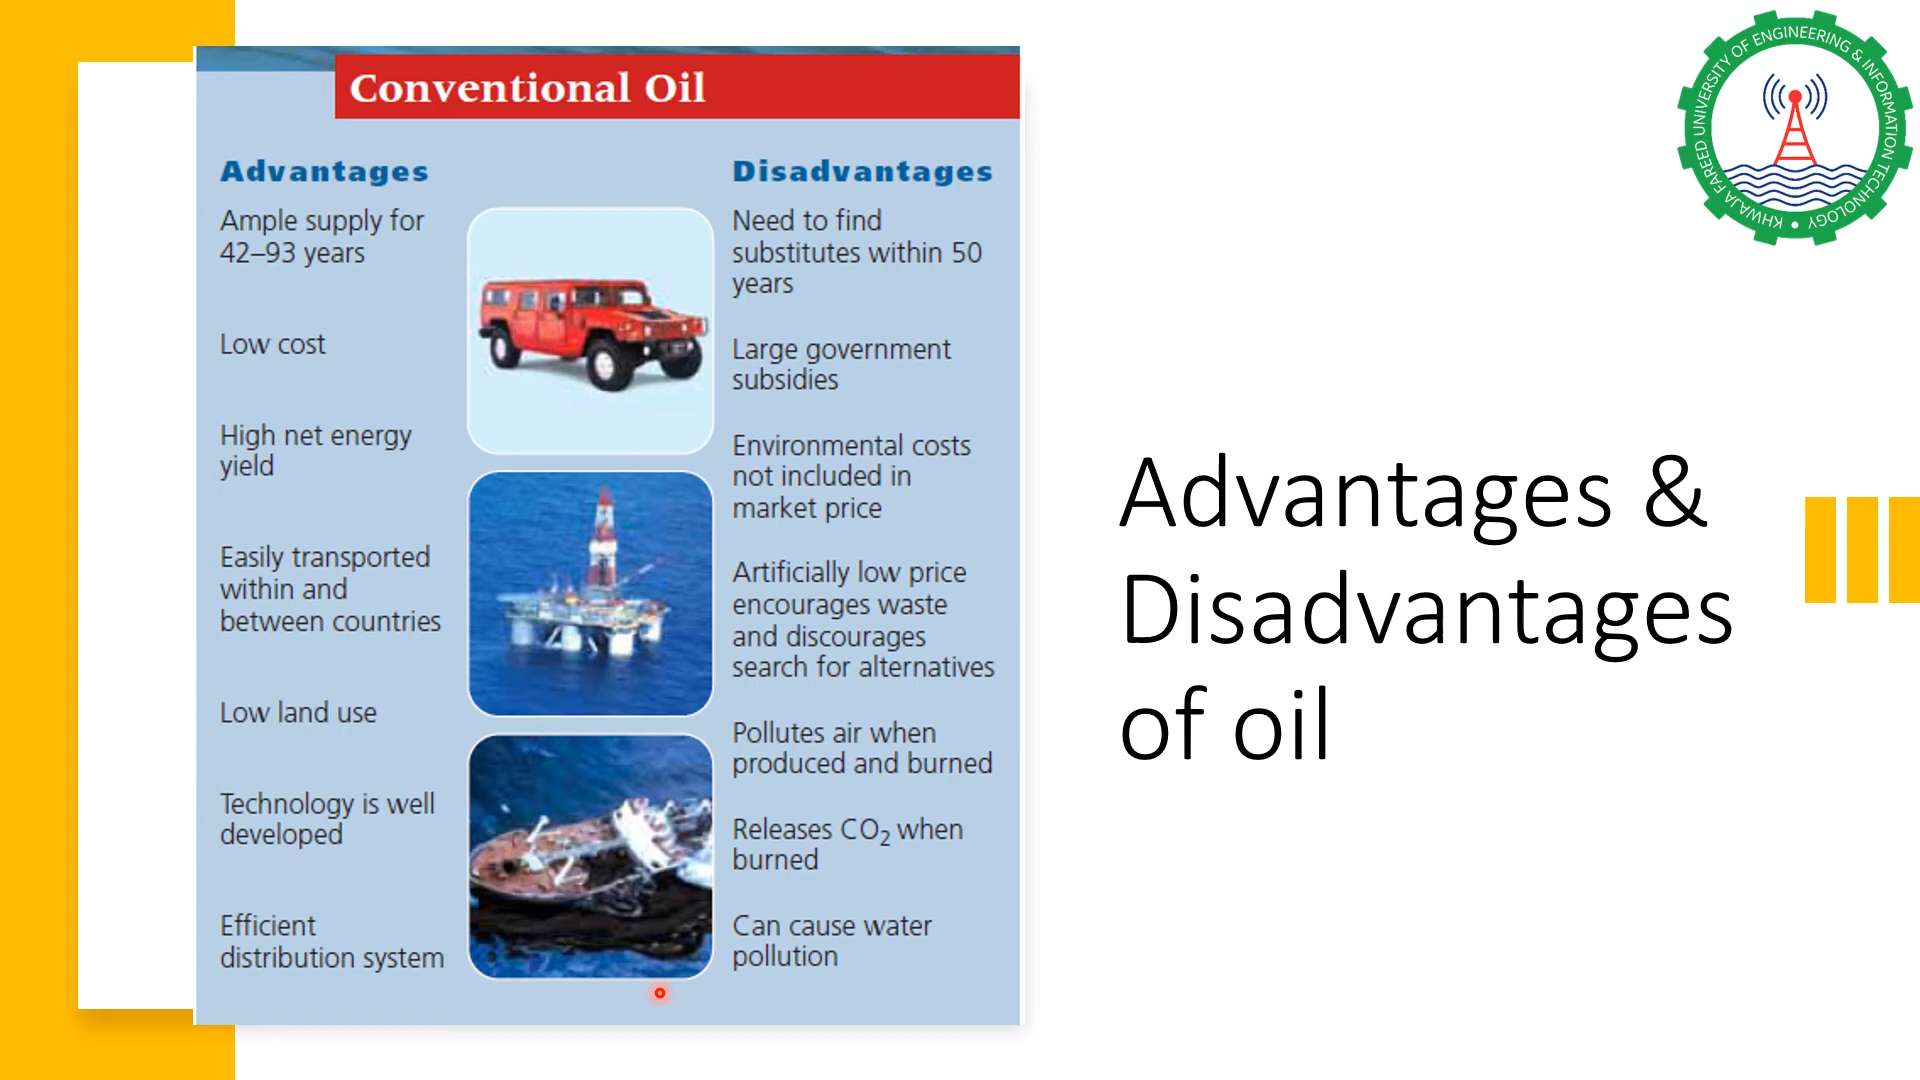 Conventional Oil
Advantages
Ample supply for
42–93 years
Low cost
High net energy
yield
Easily transported
within and
between countries
Low land use
Technology is well
developed
Efficient
distribution system
Disadvantages
Need to find
substitutes within 50
years
Large government
subsidies
Environmental costs
not included in
market price
Artificially low price
encourages waste
and discourages
search for alternatives
Pollutes air when
produced and burned
Releases CO₂ when
burned
Can cause water
pollution
Advantages &
Disadvantages
of oil
KHWAJA FAREED UNIVERSITY OF ENGINEERING & INFORMATION TECHNOLOGY